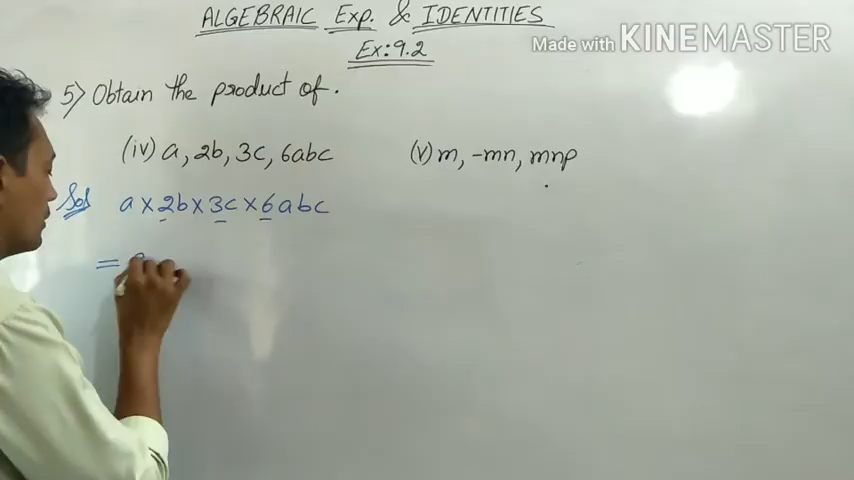 ALGEBRAIC Exp. & IDENTITIES
Made with KINEMASTER
Ex: 9.2
5) Obtain the product of.
(iv) a, 2b, 3c, 6abc (v) m, -mn, mnp
Sol a × 2b × 3c × 6abc
=